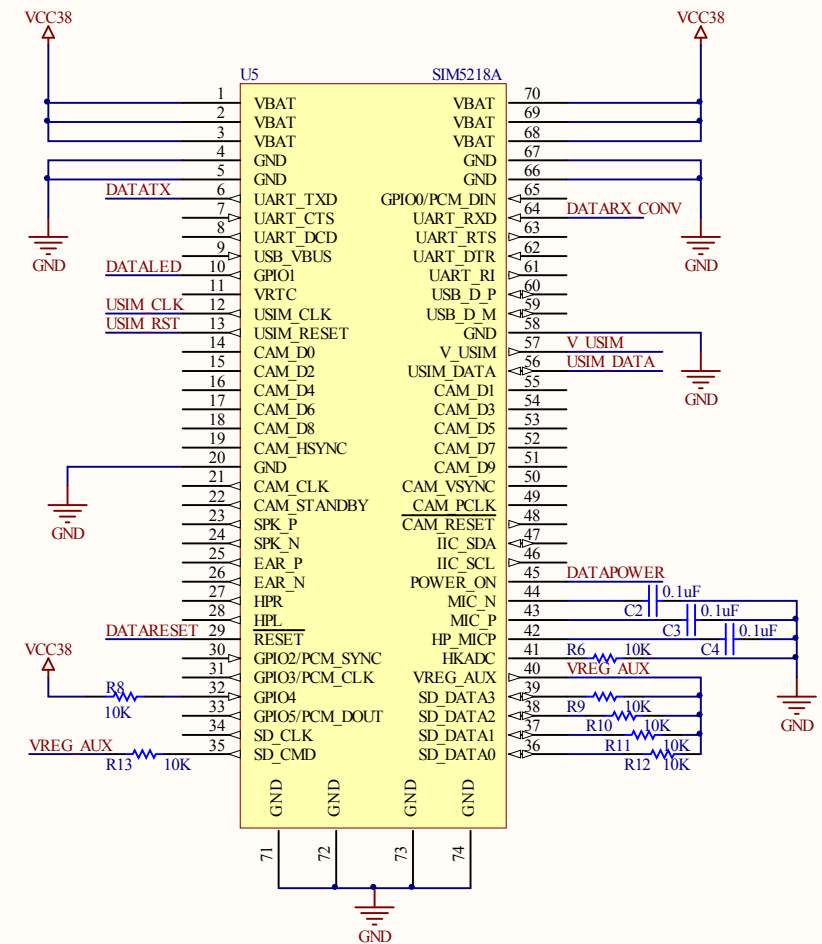 VCC38
VCC38
U5
SIM5218A
1 VBAT
VBAT 70
2 VBAT
VBAT 69
3 VBAT
VBAT 68
4 GND
GND 67
5 GND
GND 66
DATATX 6 UART_TXD
GPIO0/PCM_DIN 65
7 UART_CTS
UART_RXD 64 DATARX_CONV
8 UART_DCD
UART_RTS 63
9 USB_VBUS
UART_DTR 62
GND
GND
DATALED 10 GPIO1
UART_RI 61
11 VRTC
USB_D_P 60
USIM_CLK 12 USIM_CLK
USB_D_M 59
USIM_RST 13 USIM_RESET
GND 58
14 CAM_D0
V_USIM 57 V_USIM
15 CAM_D2
USIM_DATA 56 USIM_DATA
16 CAM_D4
CAM_D1 55
GND
17 CAM_D6
CAM_D3 54
18 CAM_D8
CAM_D5 53
19 CAM_HSYNC
CAM_D7 52
20 GND
CAM_D9 51
21 CAM_CLK
CAM_VSYNC 50
22 CAM_STANDBY
CAM_PCLK 49
23 SPK_P
CAM_RESET 48
GND
24 SPK_N
IIC_SDA 47
25 EAR_P
IIC_SCL 46
26 EAR_N
POWER_ON 45 DATAPOWER
27 HPR
MIC_N 44 C2 0.1uF
28 HPL
MIC_P 43 C3 0.1uF
DATARESET 29 RESET
HP_MICP 42 C4 0.1uF
VCC38
30 GPIO2/PCM_SYNC
HKADC 41 R6 10K
31 GPIO3/PCM_CLK
VREG_AUX 40 VREG_AUX
R8 10K 32 GPIO4
SD_DATA3 39 R9 10K
33 GPIO5/PCM_DOUT
SD_DATA2 38 R10 10K
GND
34 SD_CLK
SD_DATA1 37 R11 10K
VREG_AUX R13 10K 35 SD_CMD
SD_DATA0 36 R12 10K
GND GND GND GND
71 72 73 74
GND